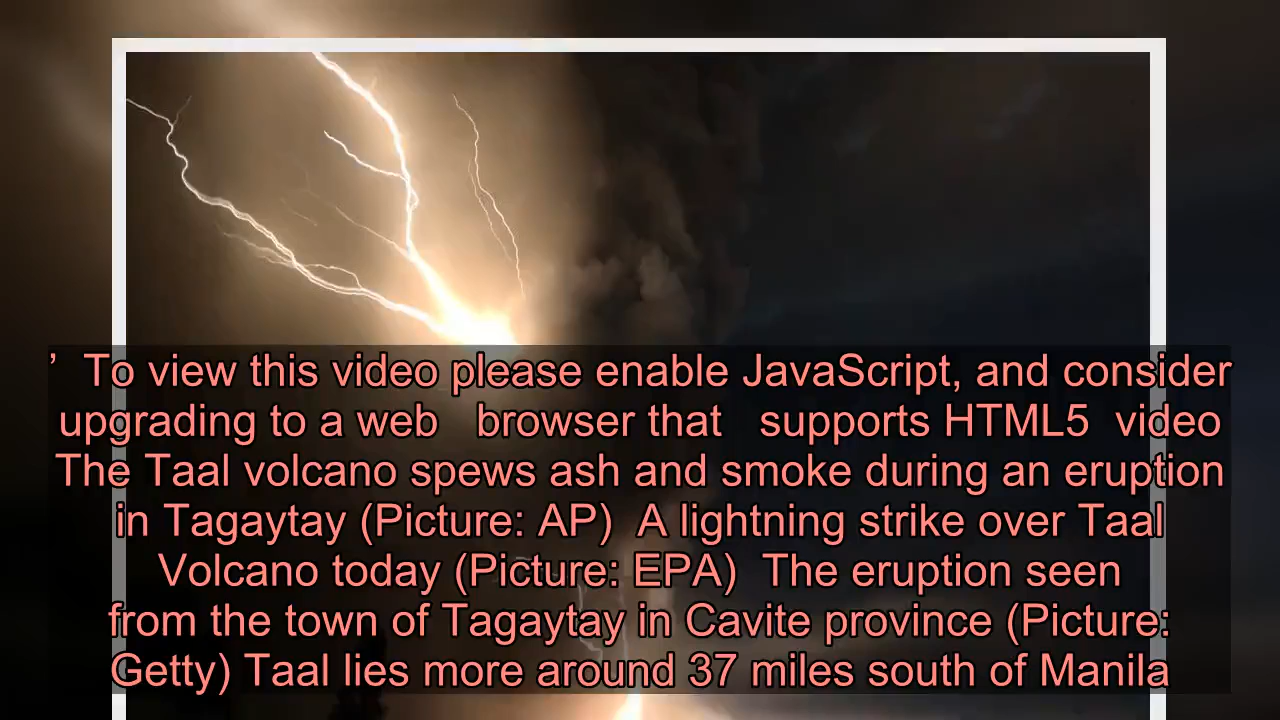 ’ To view this video please enable JavaScript, and consider
upgrading to a web browser that supports HTML5 video
The Taal volcano spews ash and smoke during an eruption
in Tagaytay (Picture: AP) A lightning strike over Taal
Volcano today (Picture: EPA) The eruption seen
from the town of Tagaytay in Cavite province (Picture:
Getty) Taal lies more around 37 miles south of Manila